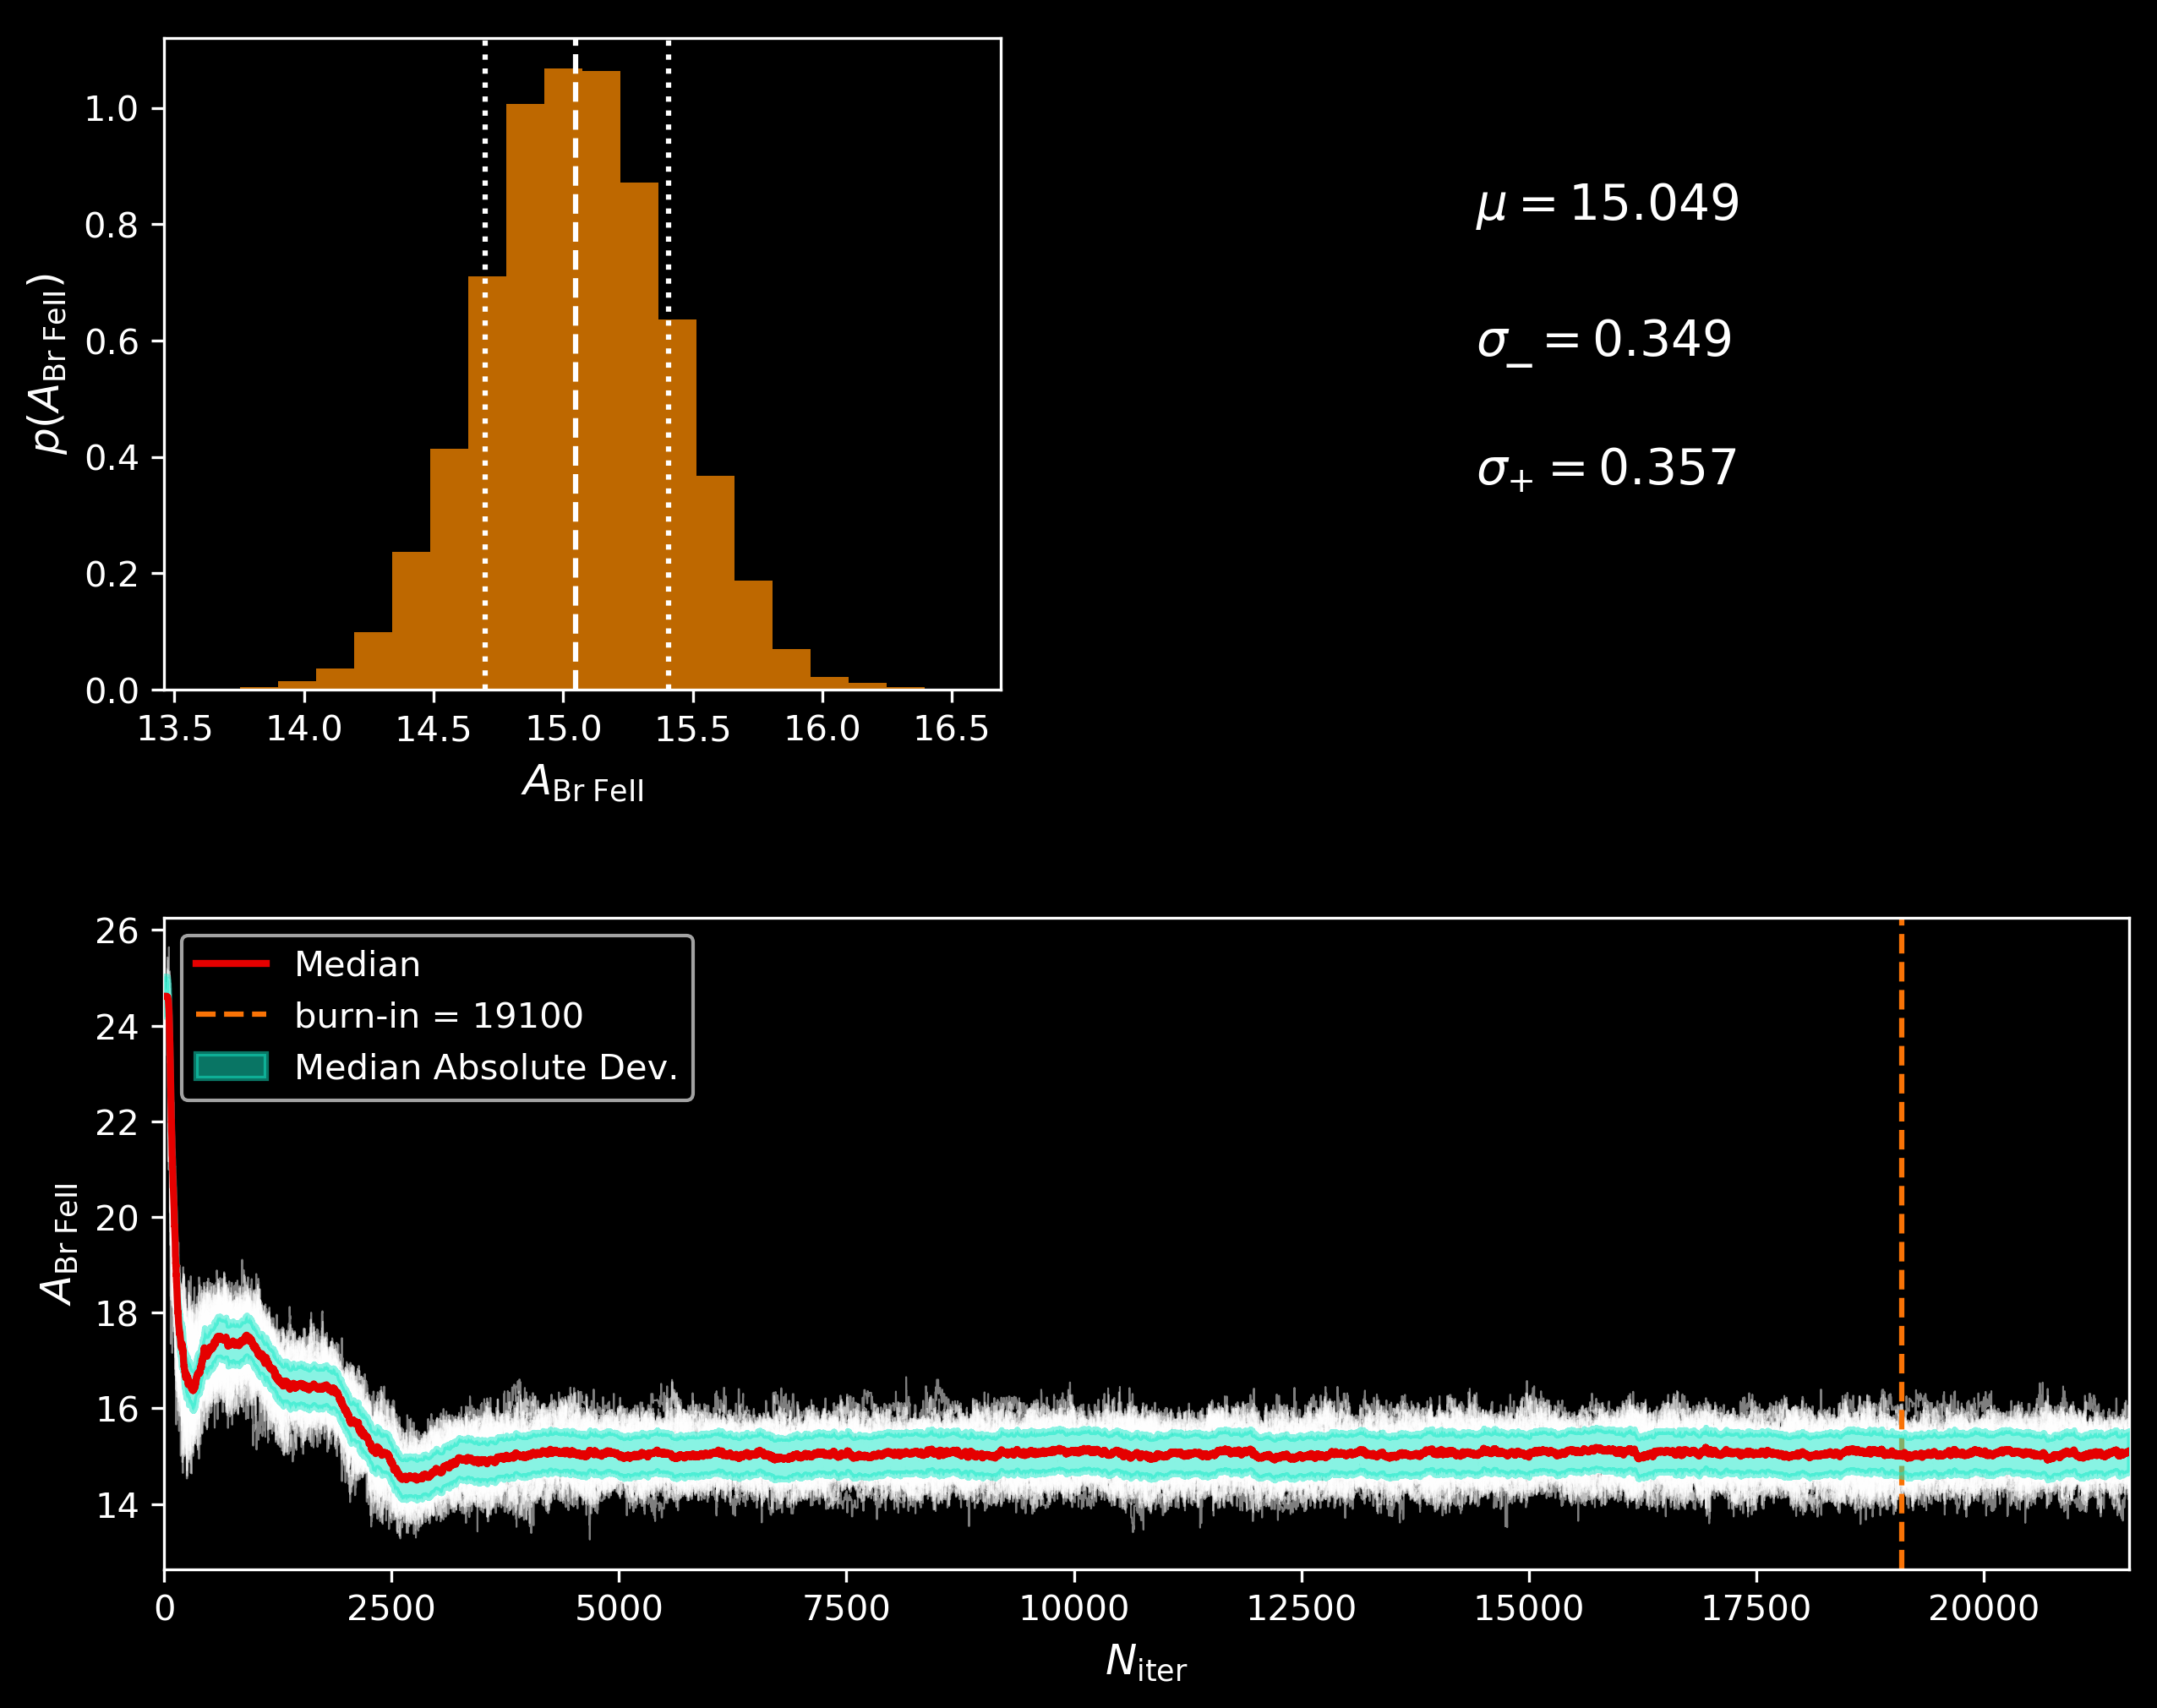 p(A_Br FeII)
1.0
0.8
0.6
0.4
0.2
0.0
13.5 14.0 14.5 15.0 15.5 16.0 16.5
A_Br FeII
μ = 15.049
σ_− = 0.349
σ_+ = 0.357
A_Br FeII
26
24
22
20
18
16
14
Median
burn-in = 19100
Median Absolute Dev.
0 2500 5000 7500 10000 12500 15000 17500 20000
N_iter